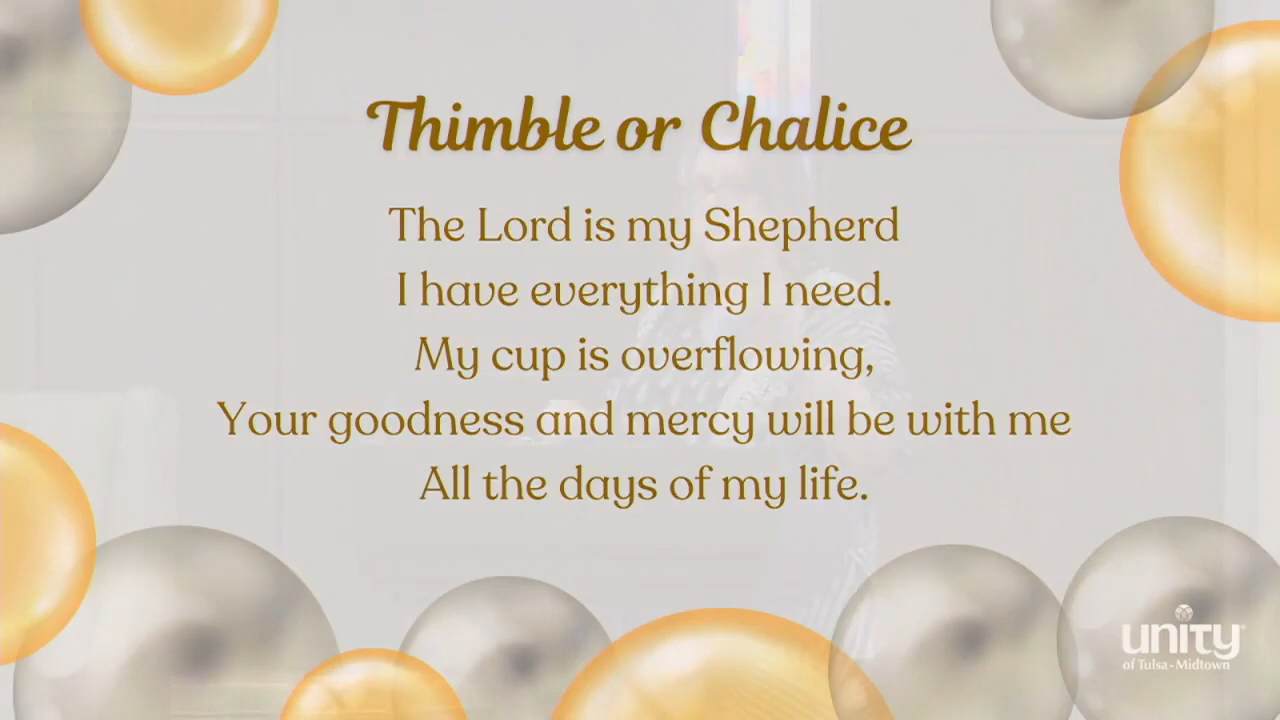 Thimble or Chalice
The Lord is my Shepherd
I have everything I need.
My cup is overflowing,
Your goodness and mercy will be with me
All the days of my life.
unity
of Tulsa - Midtown